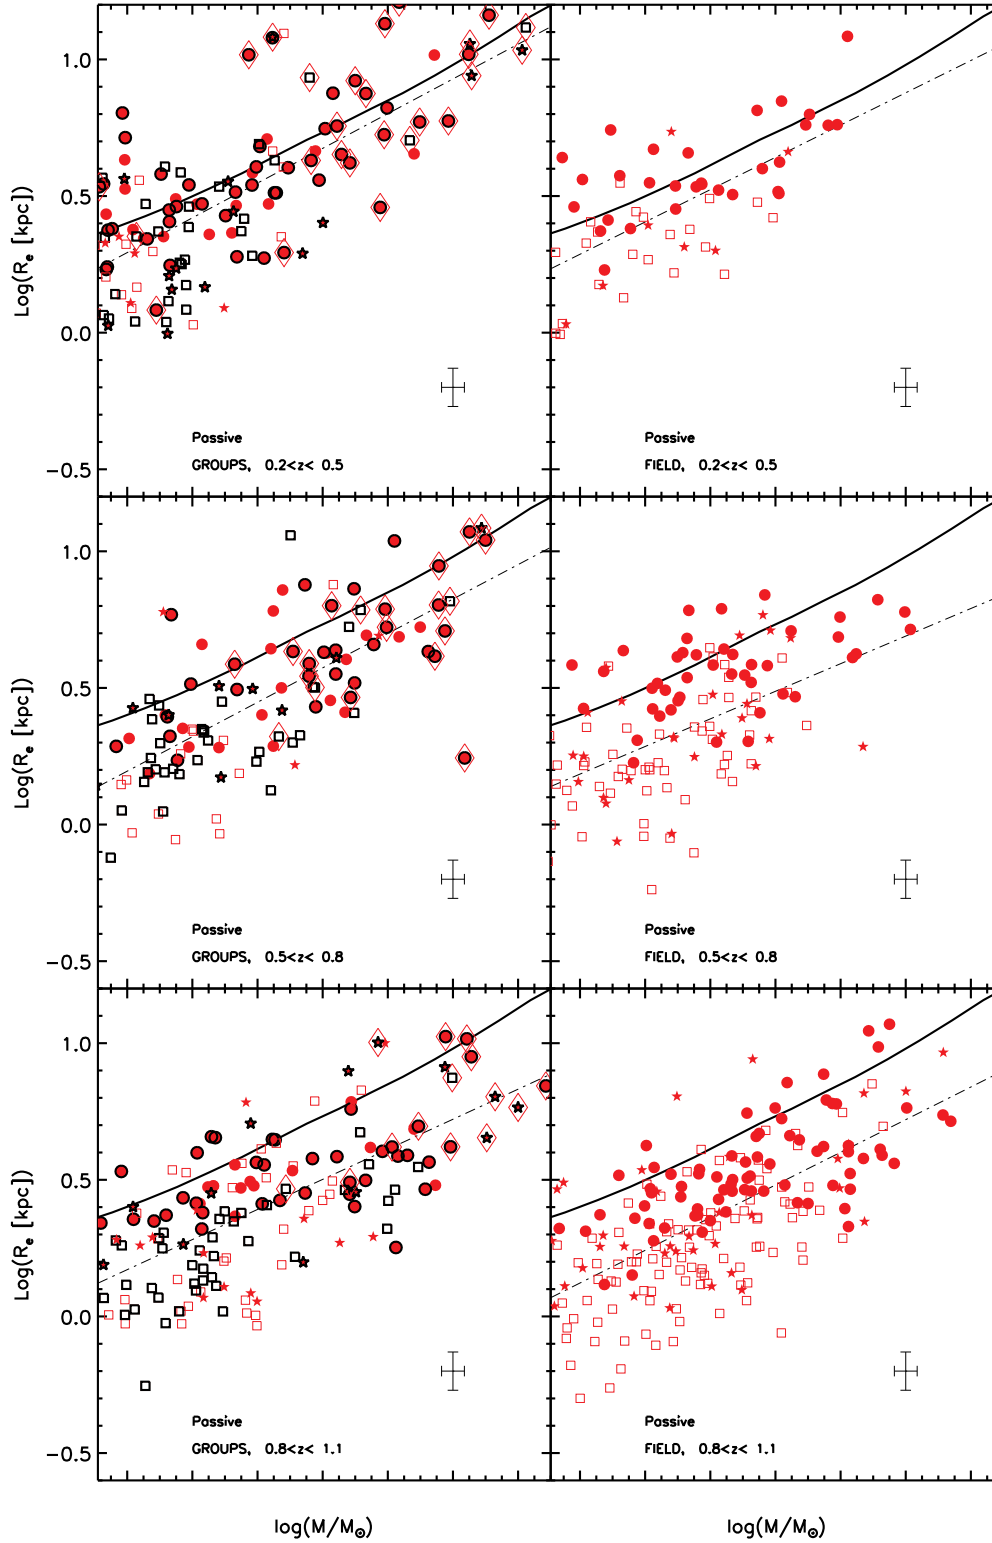 1.0
0.5
0.0
−0.5
Log(R_e [kpc])
Passive
GROUPS, 0.2<z< 0.5
Passive
FIELD, 0.2<z< 0.5
1.0
0.5
0.0
−0.5
Log(R_e [kpc])
Passive
GROUPS, 0.5<z< 0.8
Passive
FIELD, 0.5<z< 0.8
1.0
0.5
0.0
−0.5
Log(R_e [kpc])
Passive
GROUPS, 0.8<z< 1.1
Passive
FIELD, 0.8<z< 1.1
log(M/M⊙)
log(M/M⊙)